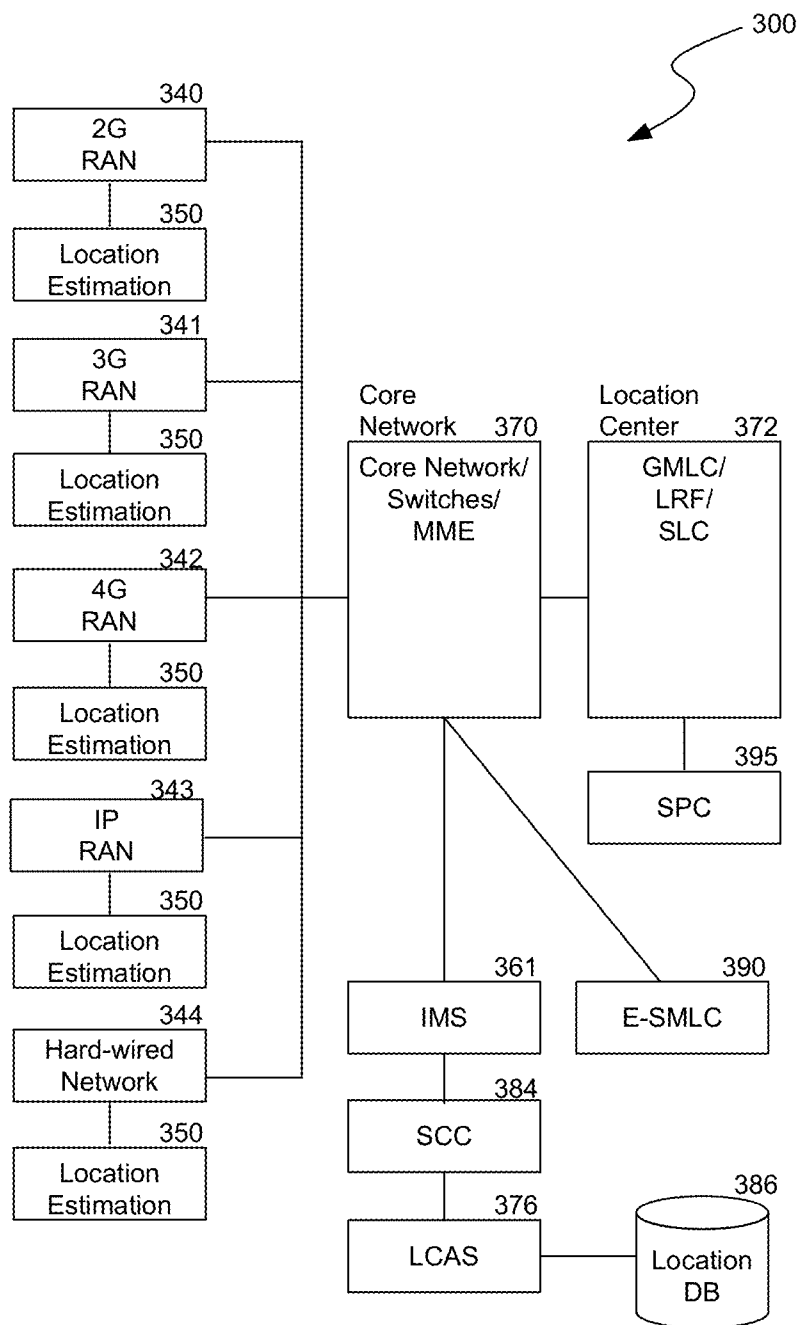 300
340
2G
RAN
350
Location
Estimation
341
3G
RAN
350
Location
Estimation
342
4G
RAN
350
Location
Estimation
343
IP
RAN
350
Location
Estimation
344
Hard-wired
Network
350
Location
Estimation
Core
Network 370
Core Network/
Switches/
MME
Location
Center 372
GMLC/
LRF/
SLC
395
SPC
361
IMS
390
E-SMLC
384
SCC
376
LCAS
386
Location
DB